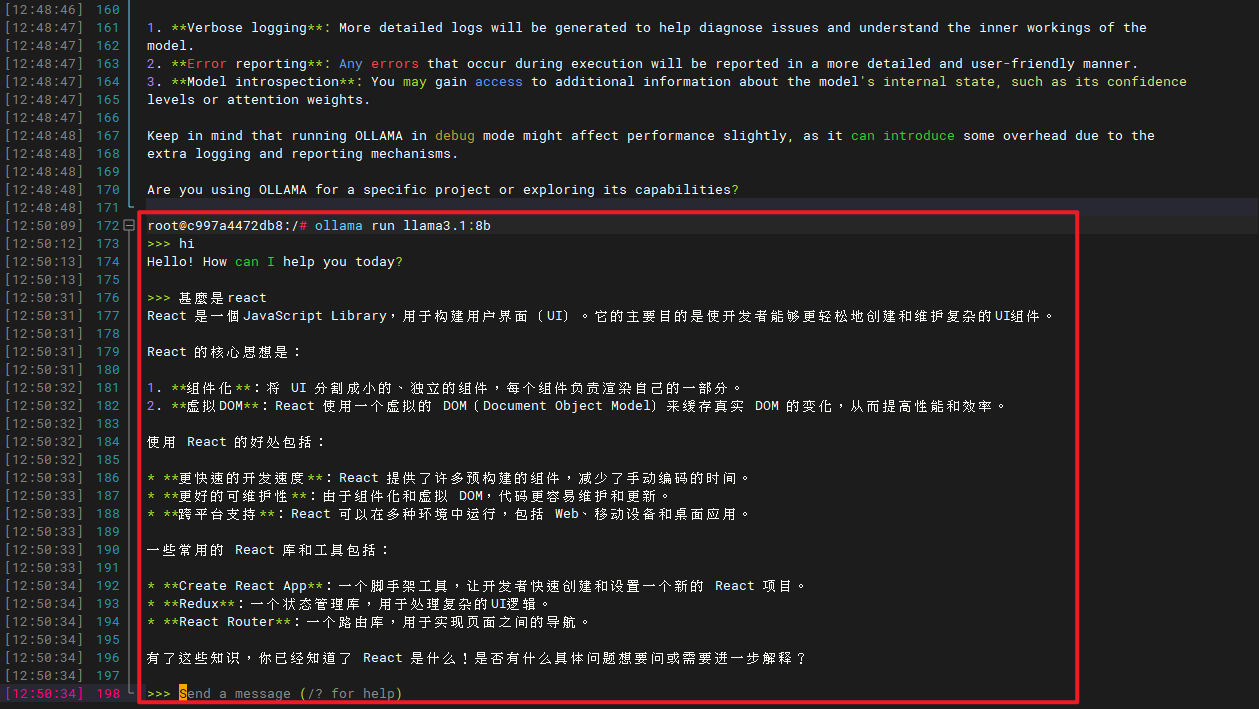 [12:48:46] 160
[12:48:47] 161 1. **Verbose logging**: More detailed logs will be generated to help diagnose issues and understand the inner workings of the
[12:48:47] 162 model.
[12:48:47] 163 2. **Error reporting**: Any errors that occur during execution will be reported in a more detailed and user-friendly manner.
[12:48:47] 164 3. **Model introspection**: You may gain access to additional information about the model's internal state, such as its confidence
[12:48:47] 165 levels or attention weights.
[12:48:47] 166
[12:48:48] 167 Keep in mind that running OLLAMA in debug mode might affect performance slightly, as it can introduce some overhead due to the
[12:48:48] 168 extra logging and reporting mechanisms.
[12:48:48] 169
[12:48:48] 170 Are you using OLLAMA for a specific project or exploring its capabilities?
[12:48:48] 171
[12:50:09] 172 root@c997a4472db8:/# ollama run llama3.1:8b
[12:50:12] 173 >>> hi
[12:50:13] 174 Hello! How can I help you today?
[12:50:13] 175
[12:50:31] 176 >>> 甚麼是react
[12:50:31] 177 React 是一個JavaScript Library，用于构建用户界面（UI）。它的主要目的是使开发者能够更轻松地创建和维护复杂的UI组件。
[12:50:31] 178
[12:50:31] 179 React 的核心思想是：
[12:50:31] 180
[12:50:32] 181 1. **组件化**：将 UI 分割成小的、独立的组件，每个组件负责渲染自己的一部分。
[12:50:32] 182 2. **虚拟DOM**：React 使用一个虚拟的 DOM（Document Object Model）来缓存真实 DOM 的变化，从而提高性能和效率。
[12:50:32] 183
[12:50:32] 184 使用 React 的好处包括：
[12:50:32] 185
[12:50:33] 186 * **更快速的开发速度**：React 提供了许多预构建的组件，减少了手动编码的时间。
[12:50:33] 187 * **更好的可维护性**：由于组件化和虚拟 DOM，代码更容易维护和更新。
[12:50:33] 188 * **跨平台支持**：React 可以在多种环境中运行，包括 Web、移动设备和桌面应用。
[12:50:33] 189
[12:50:33] 190 一些常用的 React 库和工具包括：
[12:50:33] 191
[12:50:34] 192 * **Create React App**：一个脚手架工具，让开发者快速创建和设置一个新的 React 项目。
[12:50:34] 193 * **Redux**：一个状态管理库，用于处理复杂的UI逻辑。
[12:50:34] 194 * **React Router**：一个路由库，用于实现页面之间的导航。
[12:50:34] 195
[12:50:34] 196 有了这些知识，你已经知道了 React 是什么！是否有什么具体问题想要问或需要进一步解释？
[12:50:34] 197
[12:50:34] 198 >>> Send a message (/? for help)